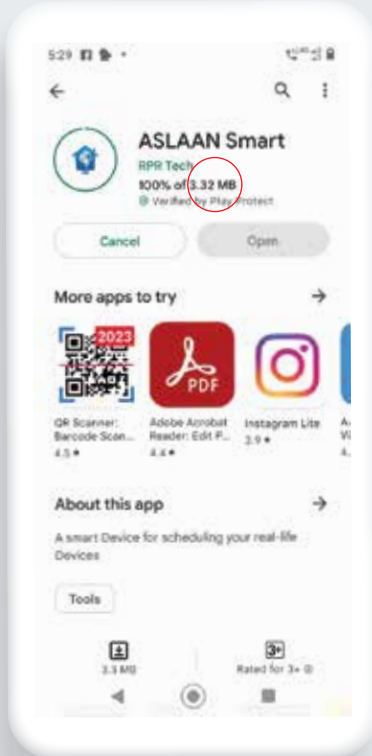 5:29
ASLAAN Smart
RPR Tech
100% of 3.32 MB
Verified by Play Protect
Cancel
Open
More apps to try
2023
PDF
QR Scanner:
Barcode Scan...
4.5★
Adobe Acrobat
Reader: Edit P...
4.4★
Instagram Lite
3.9★
About this app
A smart Device for scheduling your real-life
Devices
Tools
3+
3.3 MB
Rated for 3+